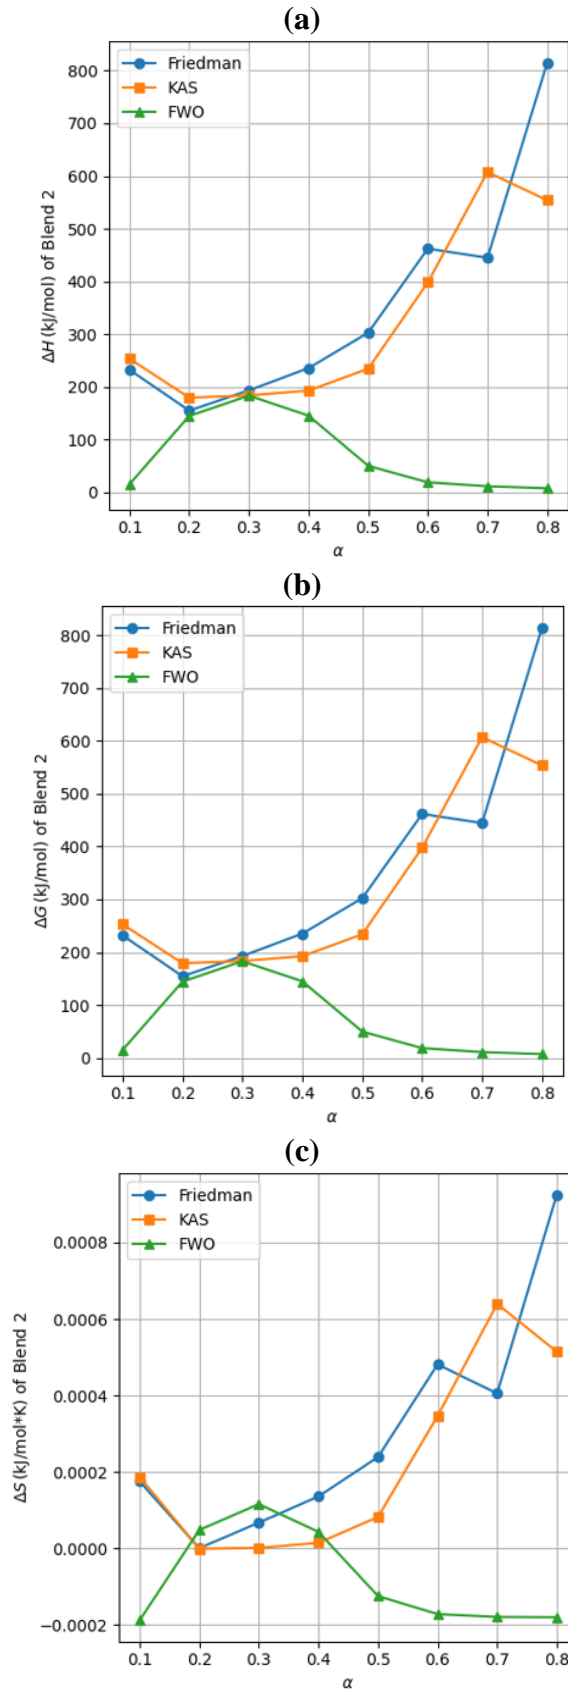 (a)
Friedman
KAS
FWO
ΔH (kJ/mol) of Blend 2
800
700
600
500
400
300
200
100
0
0.1 0.2 0.3 0.4 0.5 0.6 0.7 0.8
α
(b)
Friedman
KAS
FWO
ΔG (kJ/mol) of Blend 2
800
700
600
500
400
300
200
100
0
0.1 0.2 0.3 0.4 0.5 0.6 0.7 0.8
α
(c)
Friedman
KAS
FWO
ΔS (kJ/mol*K) of Blend 2
0.0008
0.0006
0.0004
0.0002
0.0000
−0.0002
0.1 0.2 0.3 0.4 0.5 0.6 0.7 0.8
α